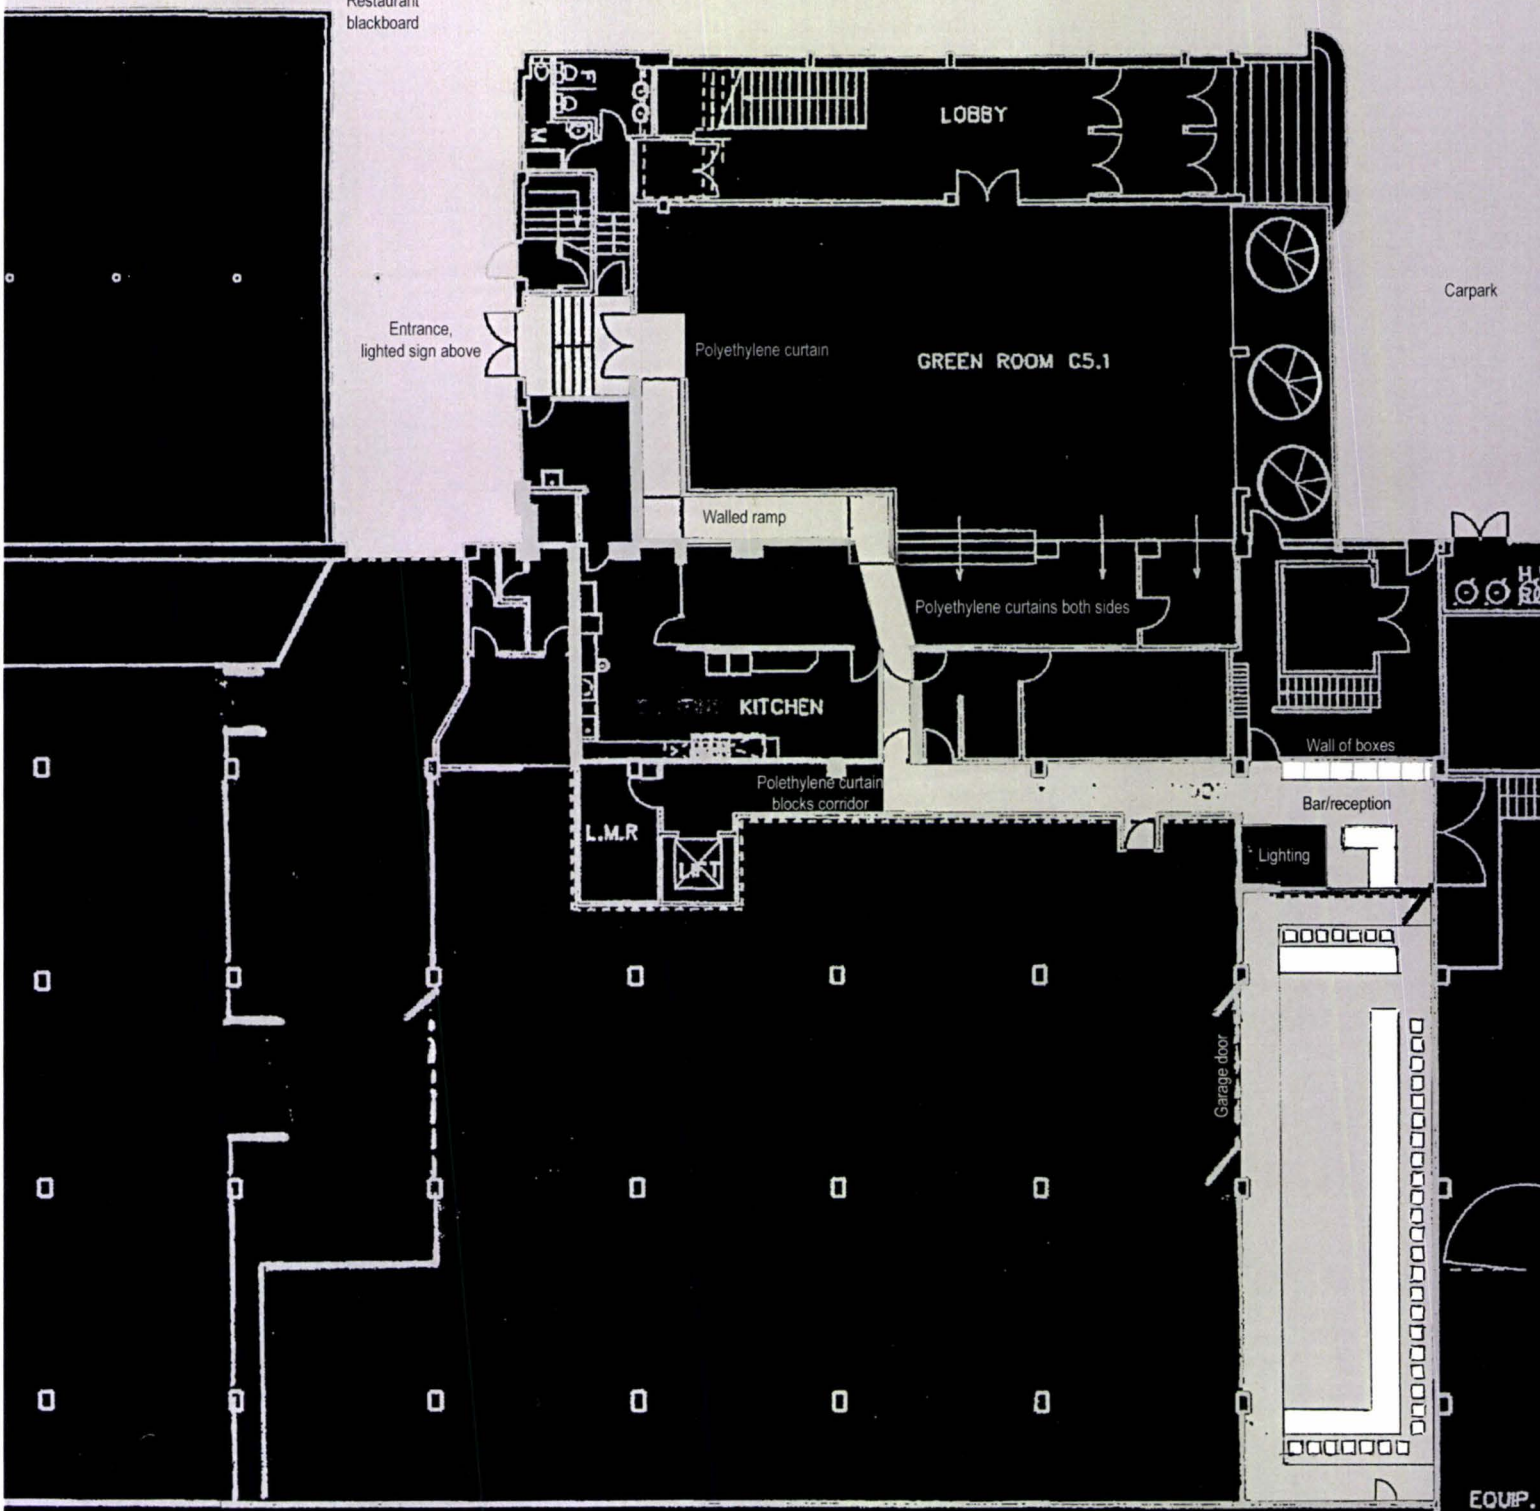 Restaurant
blackboard
F
M
LOBBY
Carpark
Entrance,
lighted sign above
Polyethylene curtain
GREEN ROOM C5.1
Walled ramp
Polyethylene curtains both sides
KITCHEN
Wall of boxes
Polethylene curtain
blocks corridor
Bar/reception
L.M.R
LIFT
Lighting
Garage door
EQUIP.